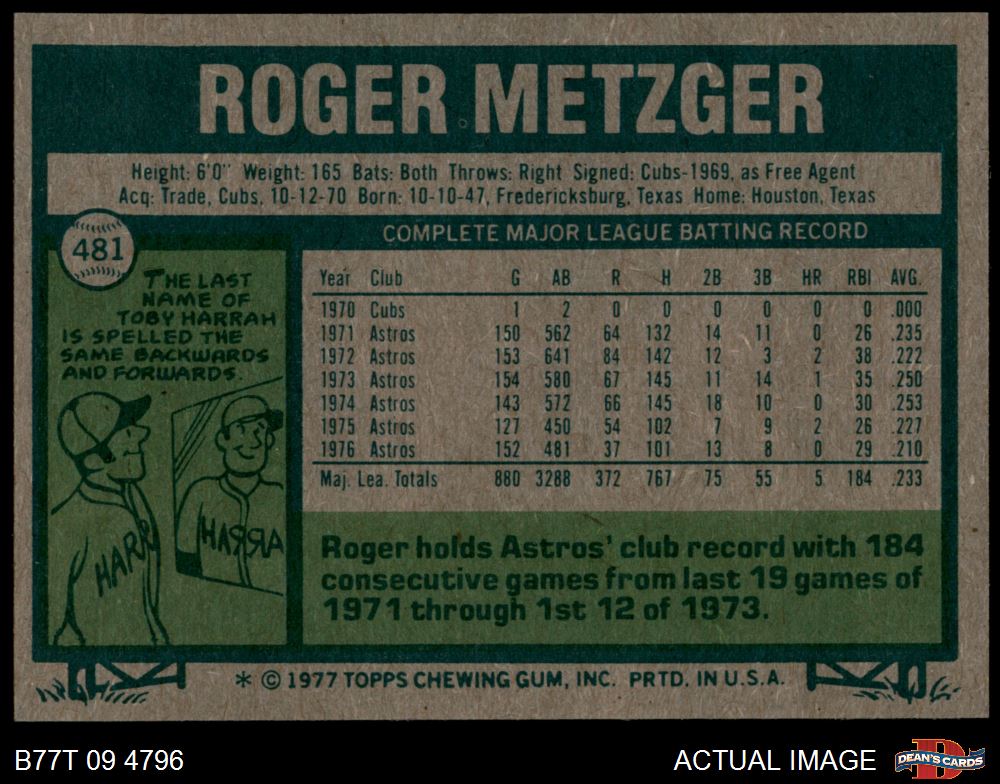 ROGER METZGER
Height: 6'0" Weight: 165 Bats: Both Throws: Right Signed: Cubs-1969, as Free Agent
Acq: Trade, Cubs, 10-12-70 Born: 10-10-47, Fredericksburg, Texas Home: Houston, Texas
481
THE LAST
NAME OF
TOBY HARRAH
IS SPELLED THE
SAME BACKWARDS
AND FORWARDS.
HARR
HARRA
COMPLETE MAJOR LEAGUE BATTING RECORD
Year Club G AB R H 2B 3B HR RBI AVG.
1970 Cubs 1 2 0 0 0 0 0 0 .000
1971 Astros 150 562 64 132 14 11 0 26 .235
1972 Astros 153 641 84 142 12 3 2 38 .222
1973 Astros 154 580 67 145 11 14 1 35 .250
1974 Astros 143 572 66 145 18 10 0 30 .253
1975 Astros 127 450 54 102 7 9 2 26 .227
1976 Astros 152 481 37 101 13 8 0 29 .210
Maj. Lea. Totals 880 3288 372 767 75 55 5 184 .233
Roger holds Astros' club record with 184
consecutive games from last 19 games of
1971 through 1st 12 of 1973.
* © 1977 TOPPS CHEWING GUM, INC. PRTD. IN U.S.A.
B77T 09 4796
ACTUAL IMAGE
D
DEAN'S CARDS